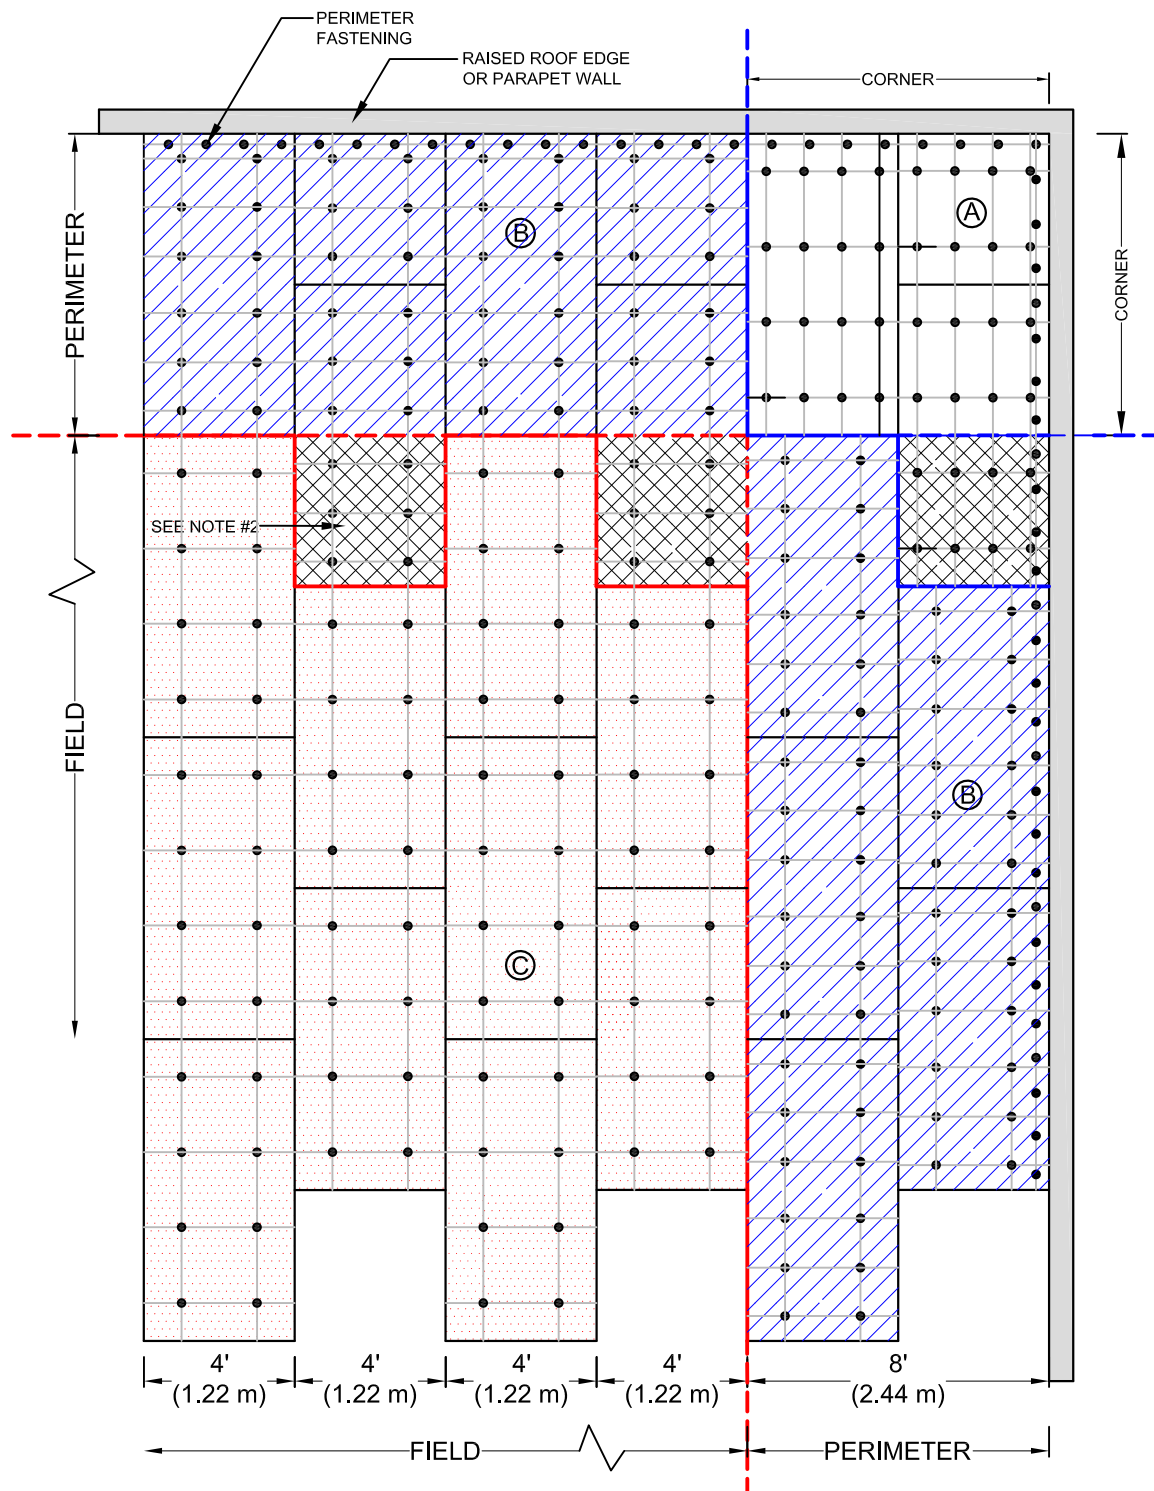 PERIMETER
FASTENING
RAISED ROOF EDGE
OR PARAPET WALL
CORNER
A
B
PERIMETER
CORNER
SEE NOTE #2
FIELD
B
C
4'
(1.22 m)
4'
(1.22 m)
4'
(1.22 m)
4'
(1.22 m)
8'
(2.44 m)
FIELD
PERIMETER